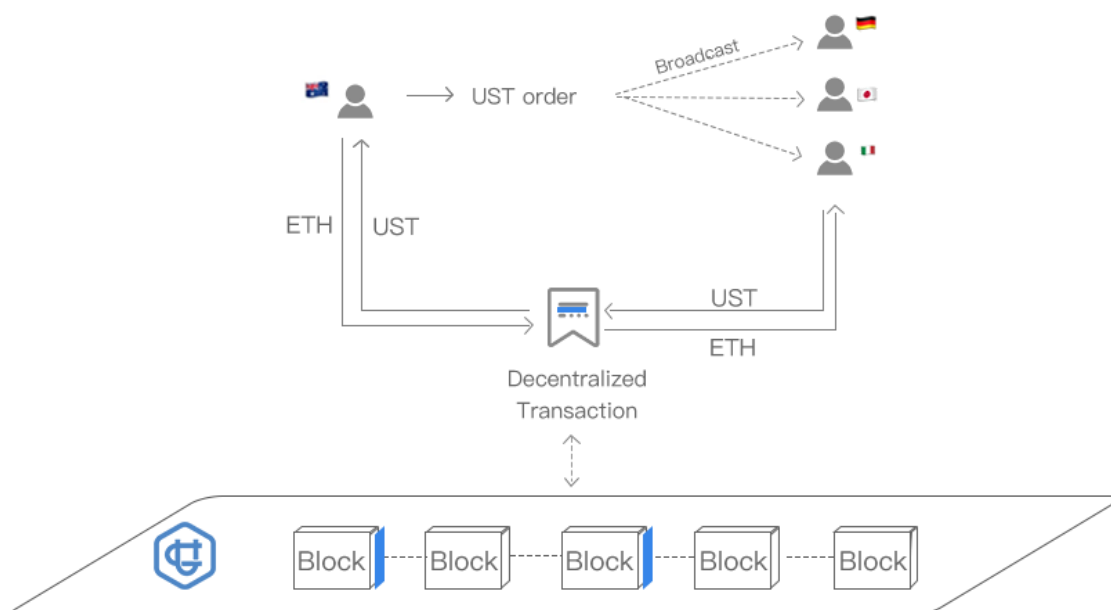 Broadcast
UST order
ETH
UST
UST
ETH
Decentralized
Transaction
Block
Block
Block
Block
Block